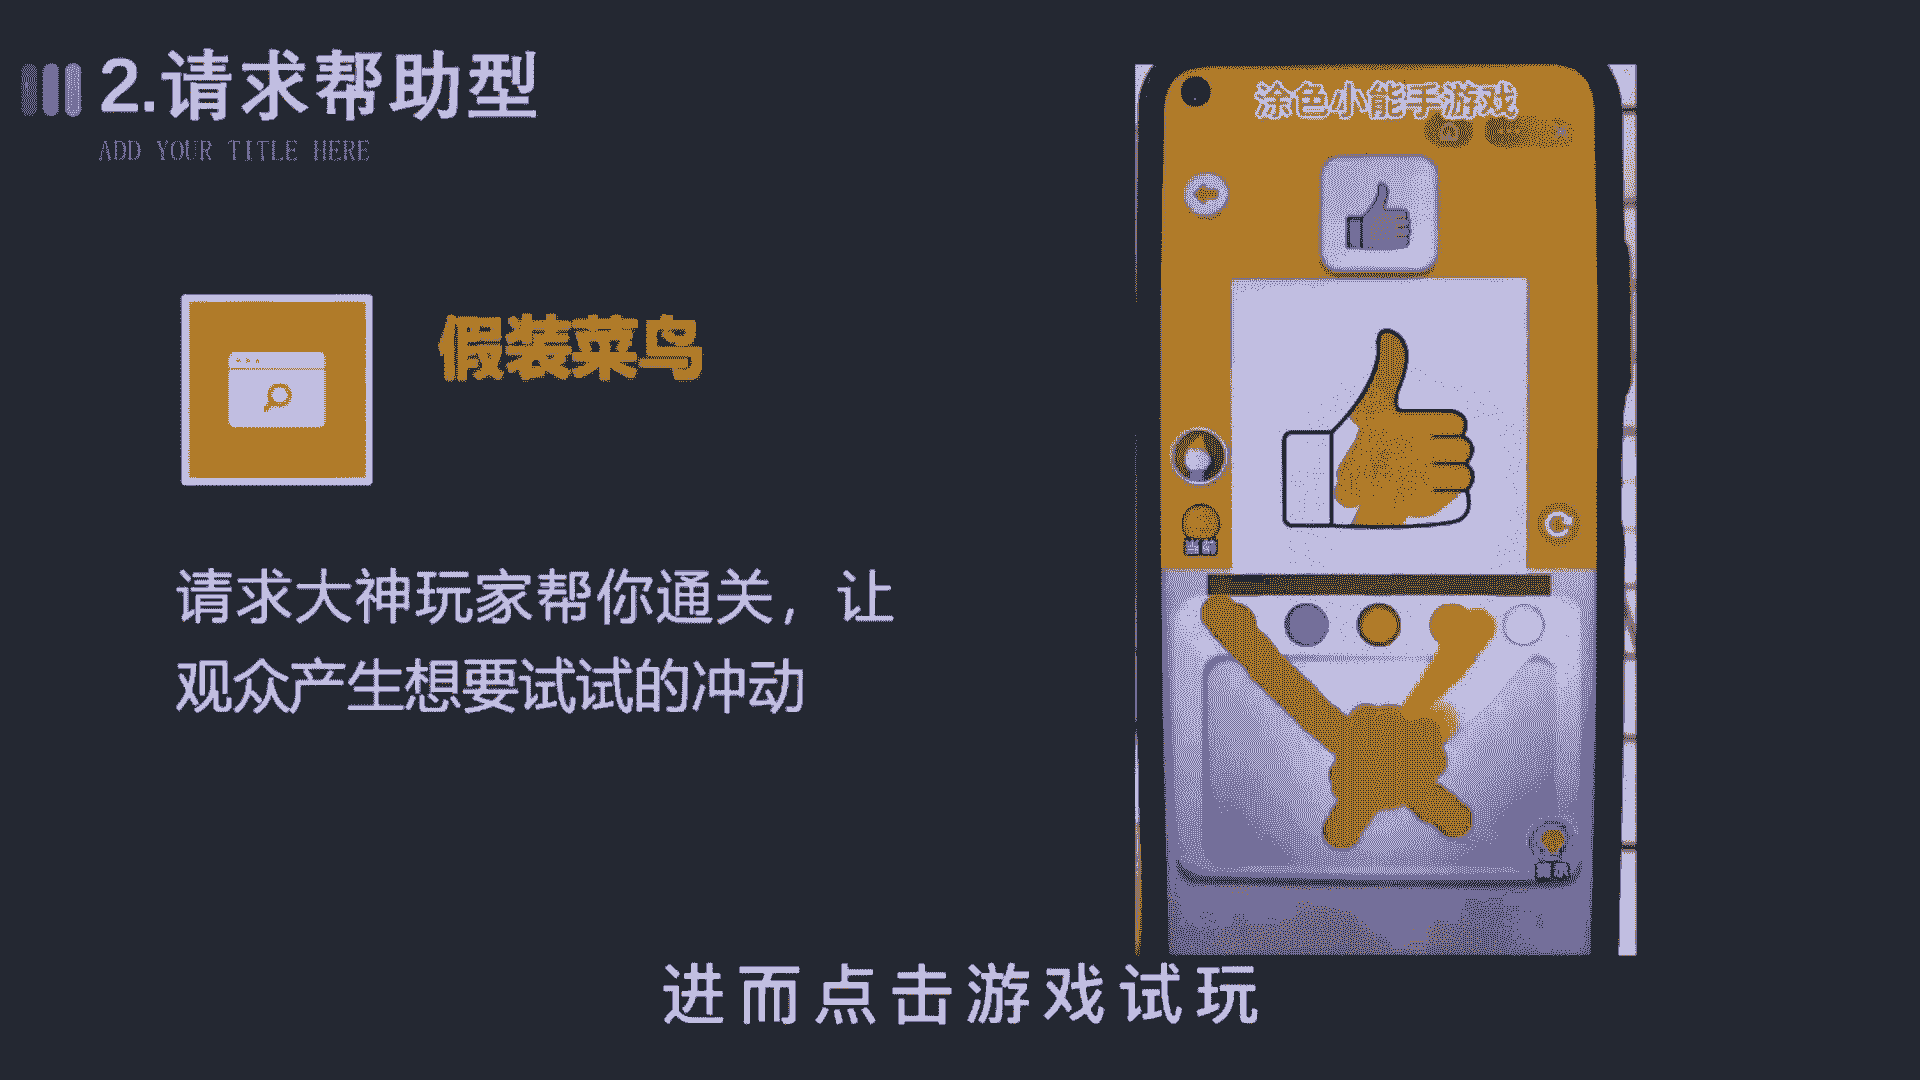 2.请求帮助型
ADD YOUR TITLE HERE
假装菜鸟
请求大神玩家帮你通关，让
观众产生想要试试的冲动
涂色小能手游戏
进而点击游戏试玩